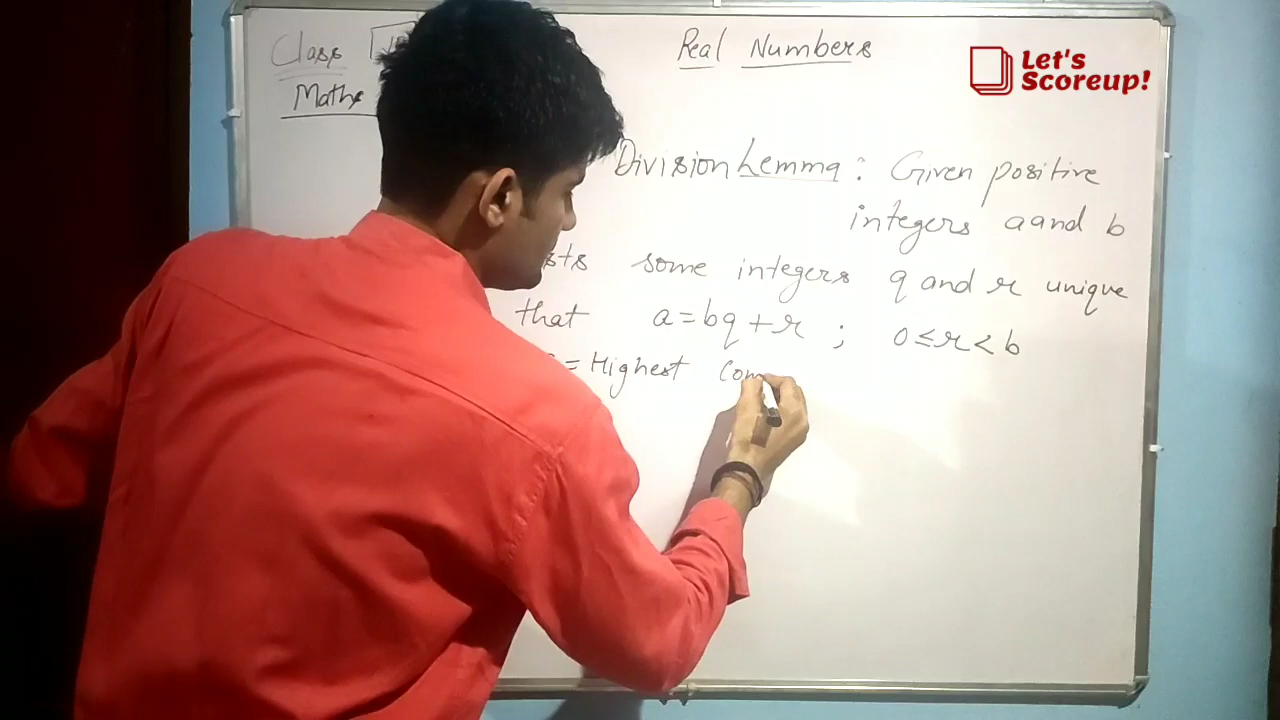 Class
Real Numbers
Let's
Scoreup!
Maths
Division Lemma : Given positive
integers a and b
some integers q and r unique
that a = bq + r ; 0 ≤ r < b
= Highest Com